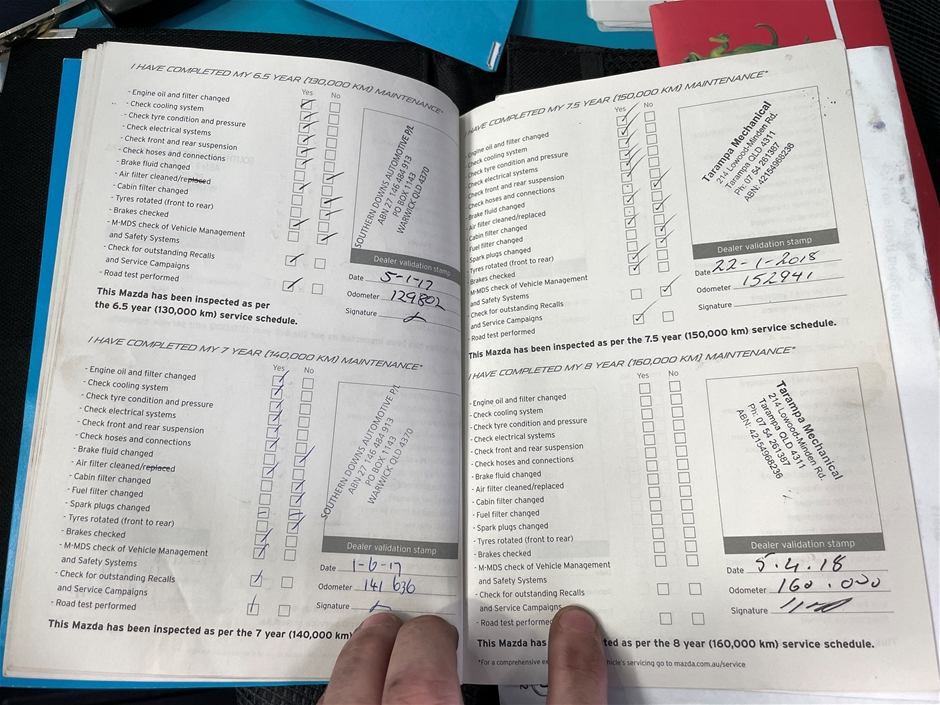 I HAVE COMPLETED MY 6.5 YEAR (130,000 KM) MAINTENANCE*
Yes No
- Engine oil and filter changed
- Check cooling system
- Check tyre condition and pressure
- Check electrical systems
- Check front and rear suspension
- Check hoses and connections
- Brake fluid changed
- Air filter cleaned/replaced
- Cabin filter changed
- Tyres rotated (front to rear)
- Brakes checked
- M-MDS check of Vehicle Management
and Safety Systems
- Check for outstanding Recalls
and Service Campaigns
- Road test performed
SOUTHERN DOWNS AUTOMOTIVE P/L
ABN 27 146 484 913
PO BOX 1143
WARWICK QLD 4370
Dealer validation stamp
Date 5-1-17
Odometer 129802
Signature
This Mazda has been inspected as per
the 6.5 year (130,000 km) service schedule.
I HAVE COMPLETED MY 7 YEAR (140,000 KM) MAINTENANCE*
Yes No
- Engine oil and filter changed
- Check cooling system
- Check tyre condition and pressure
- Check electrical systems
- Check front and rear suspension
- Check hoses and connections
- Brake fluid changed
- Air filter cleaned/replaced
- Cabin filter changed
- Fuel filter changed
- Spark plugs changed
- Tyres rotated (front to rear)
- Brakes checked
- M-MDS check of Vehicle Management
and Safety Systems
- Check for outstanding Recalls
and Service Campaigns
- Road test performed
SOUTHERN DOWNS AUTOMOTIVE P/L
ABN 27 146 484 913
PO BOX 1143
WARWICK QLD 4370
Dealer validation stamp
Date 1-6-17
Odometer 141 636
Signature
This Mazda has been inspected as per the 7 year (140,000 km)
I HAVE COMPLETED MY 7.5 YEAR (150,000 KM) MAINTENANCE*
Yes No
- Engine oil and filter changed
- Check cooling system
- Check tyre condition and pressure
- Check electrical systems
- Check front and rear suspension
- Check hoses and connections
- Brake fluid changed
- Air filter cleaned/replaced
- Cabin filter changed
- Fuel filter changed
- Spark plugs changed
- Tyres rotated (front to rear)
- Brakes checked
- M-MDS check of Vehicle Management
and Safety Systems
- Check for outstanding Recalls
and Service Campaigns
- Road test performed
Tarampa Mechanical
214 Lowood-Minden Rd.
Tarampa QLD 4311
Ph: 07 54 261387
ABN: 42154968236
Dealer validation stamp
Date 22-1-2018
Odometer 152941
Signature
This Mazda has been inspected as per the 7.5 year (150,000 km) service schedule.
I HAVE COMPLETED MY 8 YEAR (160,000 KM) MAINTENANCE*
Yes No
- Engine oil and filter changed
- Check cooling system
- Check tyre condition and pressure
- Check electrical systems
- Check front and rear suspension
- Check hoses and connections
- Brake fluid changed
- Air filter cleaned/replaced
- Cabin filter changed
- Fuel filter changed
- Spark plugs changed
- Tyres rotated (front to rear)
- Brakes checked
- M-MDS check of Vehicle Management
and Safety Systems
- Check for outstanding Recalls
and Service Campaigns
- Road test performed
Tarampa Mechanical
214 Lowood-Minden Rd.
Tarampa QLD 4311
Ph: 07 54 261387
ABN: 42154968236
Dealer validation stamp
Date 5.4.18
Odometer 160.000
Signature
This Mazda has ted as per the 8 year (160,000 km) service schedule.
*For a comprehensive ex hicle's servicing go to mazda.com.au/service